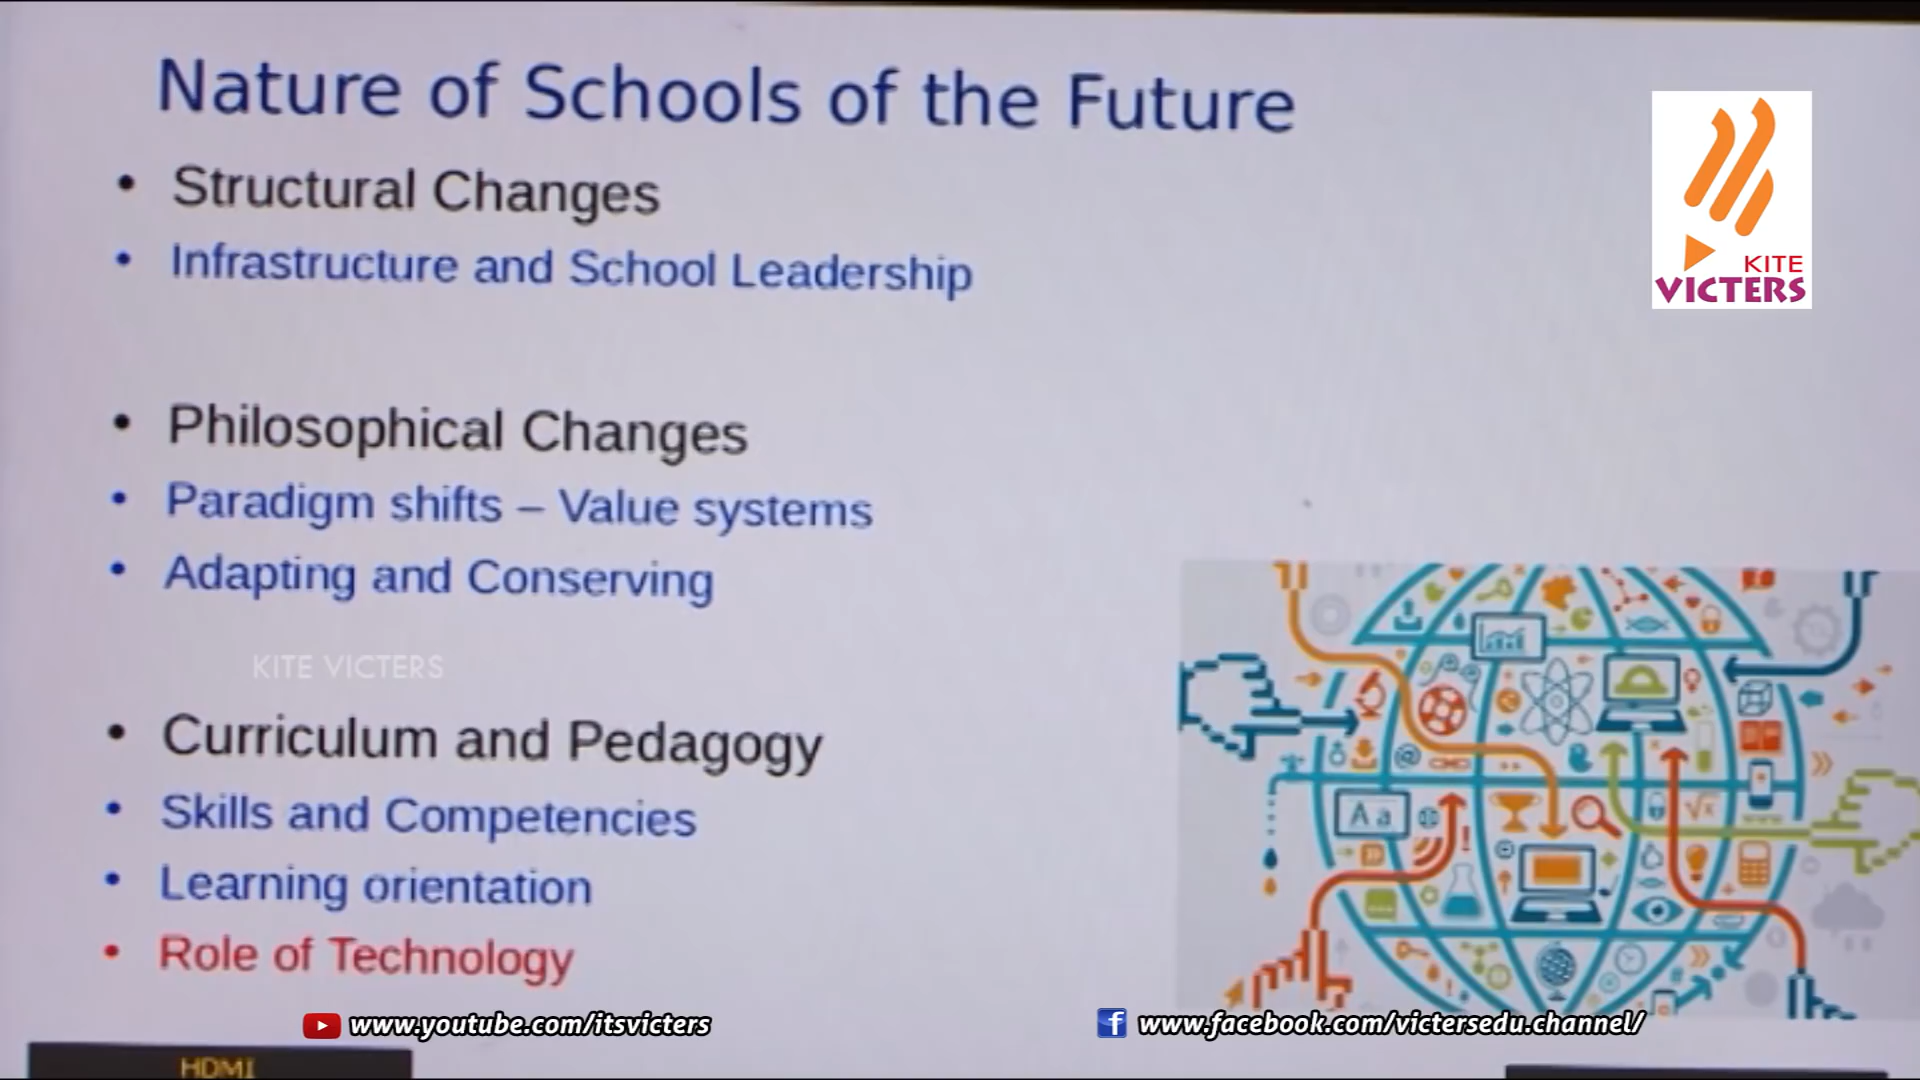 Nature of Schools of the Future
• Structural Changes
• Infrastructure and School Leadership
KITE
VICTERS
• Philosophical Changes
• Paradigm shifts – Value systems
• Adapting and Conserving
KITE VICTERS
• Curriculum and Pedagogy
• Skills and Competencies
• Learning orientation
• Role of Technology
Aa
@
√x
www
#
www.youtube.com/itsvicters
www.facebook.com/victersedu.channel/
HDMI